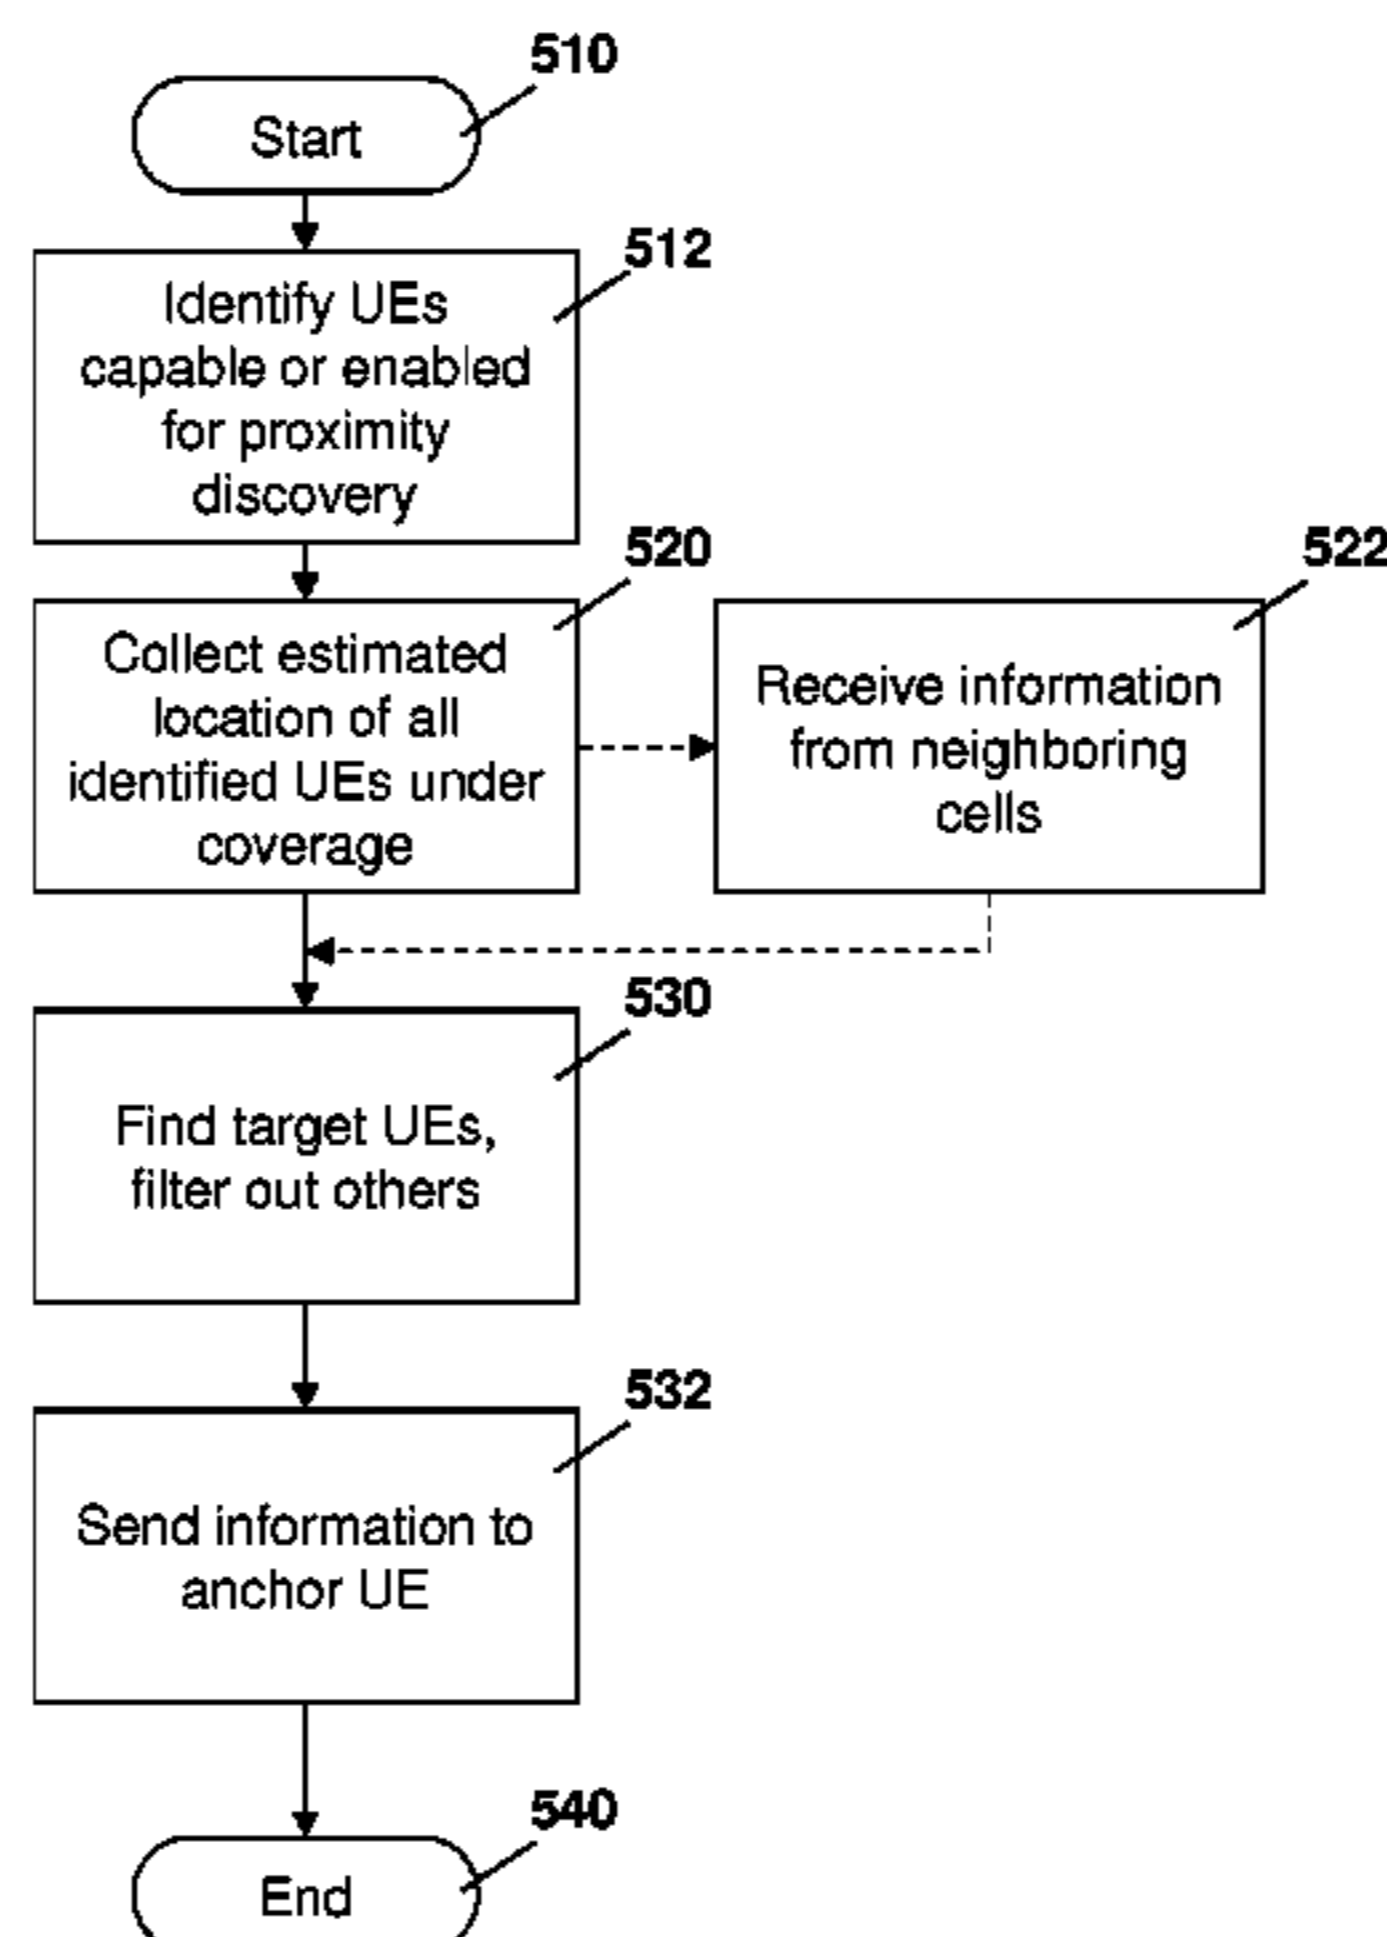 510
Start
512
Identify UEs
capable or enabled
for proximity
discovery
520
Collect estimated
location of all
identified UEs under
coverage
522
Receive information
from neighboring
cells
530
Find target UEs,
filter out others
532
Send information to
anchor UE
540
End